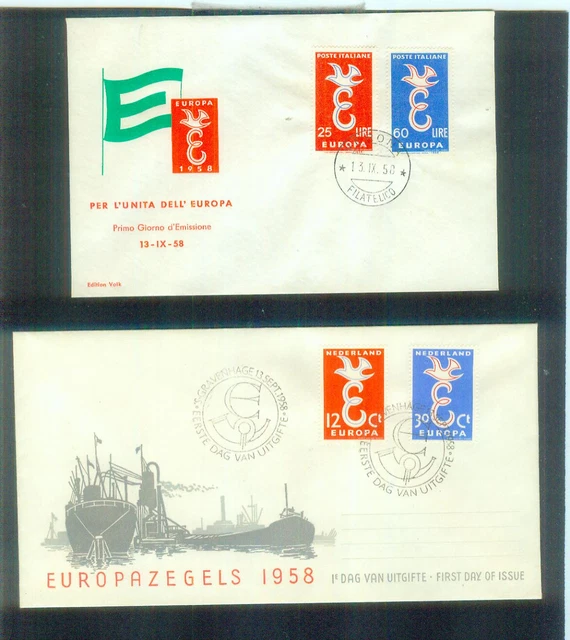 POSTE ITALIANE
25 LIRE
EUROPA
POSTE ITALIANE
60 LIRE
EUROPA
EUROPA
1958
13.IX.58
FILATELICO
PER L'UNITA DELL' EUROPA
Primo Giorno d'Emissione
13-IX-58
Edition Volk
NEDERLAND
12 Ct
EUROPA
NEDERLAND
30 Ct
EUROPA
'S-GRAVENHAGE 13 SEPT. 1958
EERSTE DAG VAN UITGIFTE
EERSTE DAG VAN UITGIFTE
EUROPAZEGELS 1958
1e DAG VAN UITGIFTE · FIRST DAY OF ISSUE